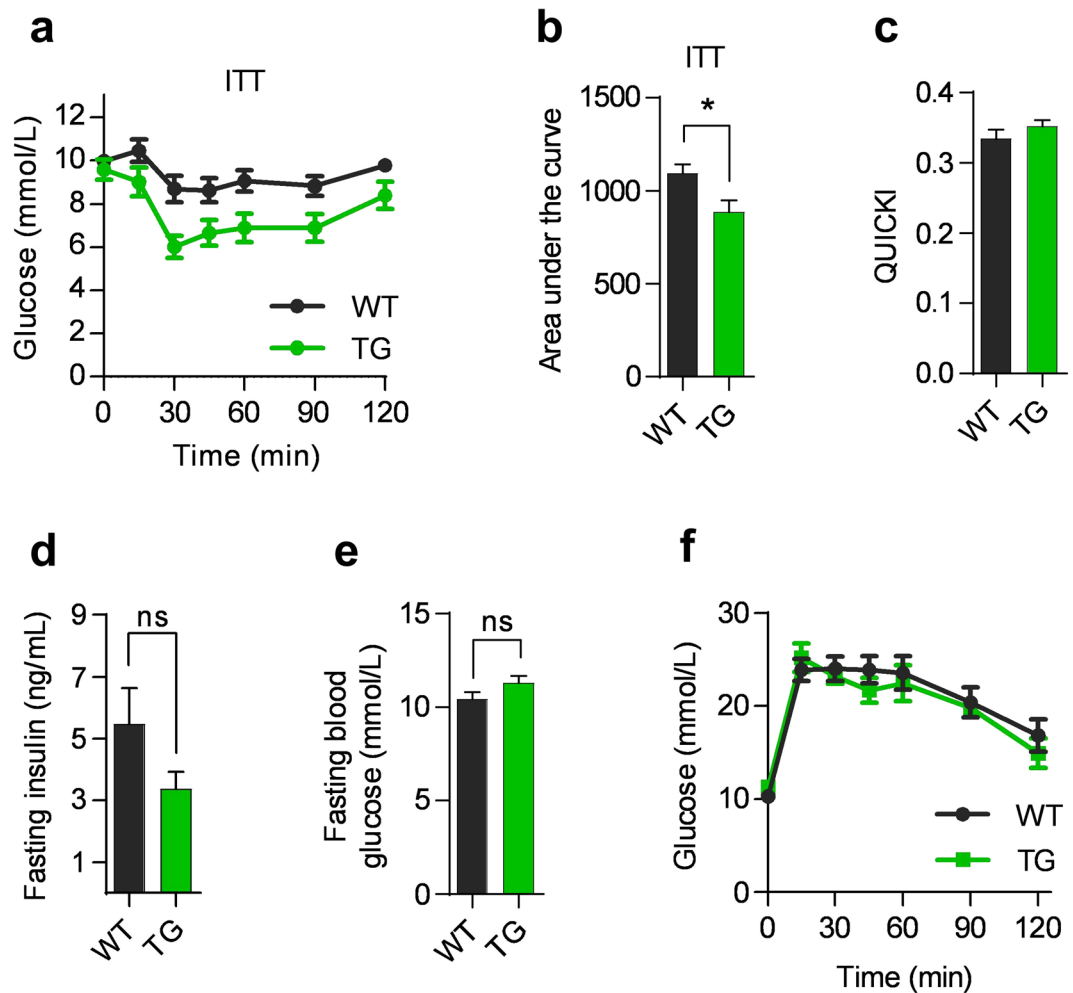 a
ITT
Glucose (mmol/L)
12
10
8
6
4
2
0
WT
TG
0 30 60 90 120
Time (min)
b
ITT
Area under the curve
1500
1000
500
0
*
WT TG
c
QUICKI
0.4
0.3
0.2
0.1
0.0
WT TG
d
Fasting insulin (ng/mL)
9
7
5
3
1
ns
WT TG
e
Fasting blood
glucose (mmol/L)
15
10
5
0
ns
WT TG
f
Glucose (mmol/L)
30
20
10
0
WT
TG
0 30 60 90 120
Time (min)